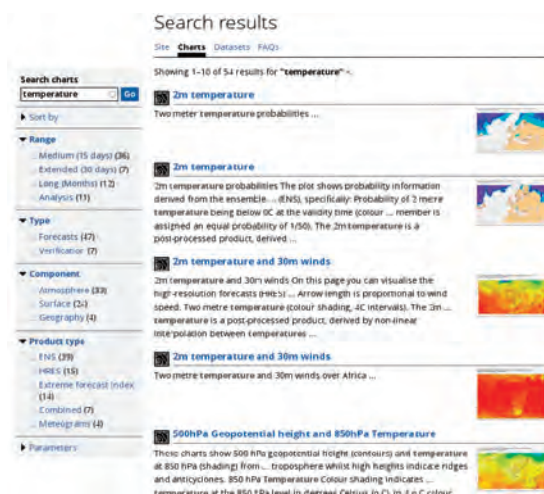 Search results
Site Charts Datasets FAQs
Showing 1-10 of 54 results for "temperature"
Search charts
temperature
Go
Sort by
Range
Medium (15 days) (36)
Extended (30 days) (7)
Long (Months) (12)
Analysis (11)
Type
Forecasts (47)
Verification (7)
Component
Atmosphere (33)
Surface (24)
Geography (4)
Product type
ENS (39)
HRES (15)
Extreme forecast index
(14)
Combined (7)
Meteograms (4)
Parameters
2m temperature
Two meter temperature probabilities ...
2m temperature
2m temperature probabilities The plot shows probability information
derived from the ensemble ... (ENS), specifically: Probability of 2 metre
temperature being below 0C at the validity time (colour ... member is
assigned an equal probability of 1/50). The 2m temperature is a
post-processed product, derived ...
2m temperature and 30m winds
2m temperature and 30m winds On this page you can visualise the
high-resolution forecasts (HRES) ... Arrow length is proportional to wind
speed. Two metre temperature (colour shading, 4C intervals). The 2m ...
temperature is a post-processed product, derived by non-linear
interpolation between temperatures ...
2m temperature and 30m winds
Two metre temperature and 30m winds over Africa ...
500hPa Geopotential height and 850hPa Temperature
These charts show 500 hPa geopotential height (contours) and temperature
at 850 hPa (shading) from ... troposphere whilst high heights indicate ridges
and anticyclones. 850 hPa Temperature Colour shading indicates ...
temperature at the 850 hPa level in degrees Celsius